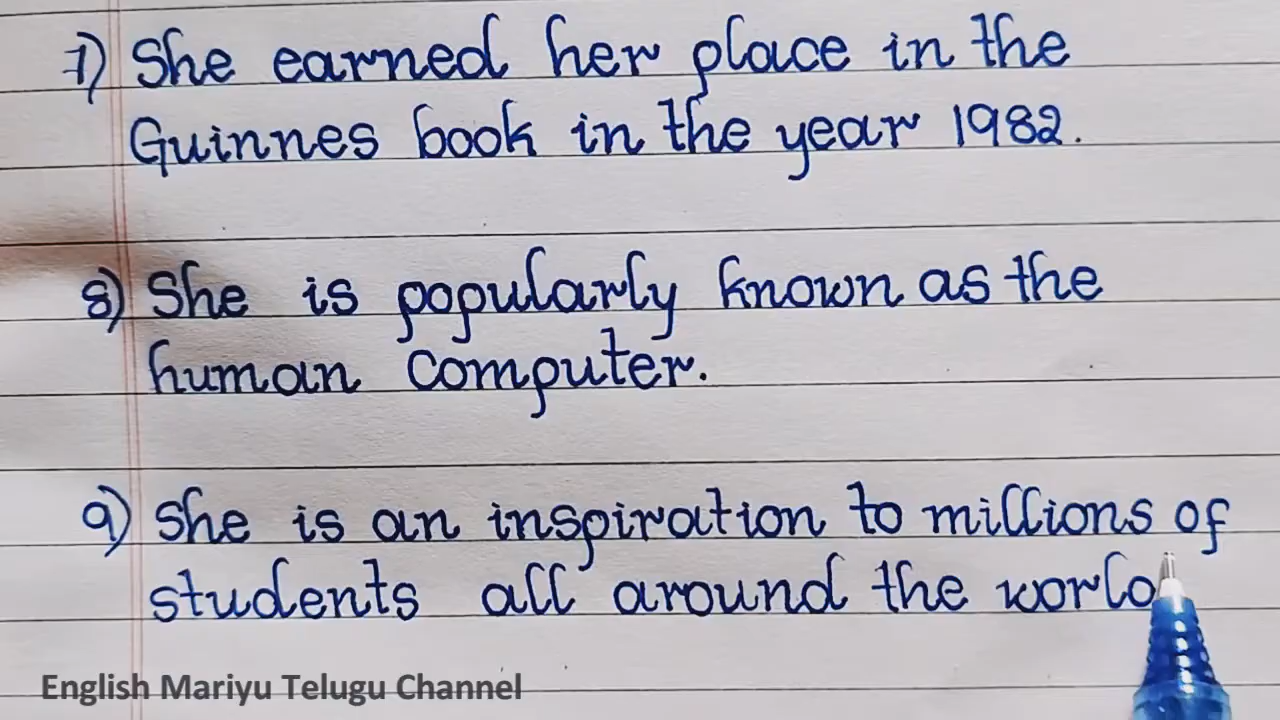 7) She earned her place in the
Guinnes book in the year 1982.
8) She is popularly known as the
human computer.
9) She is an inspiration to millions of
students all around the worl
English Mariyu Telugu Channel